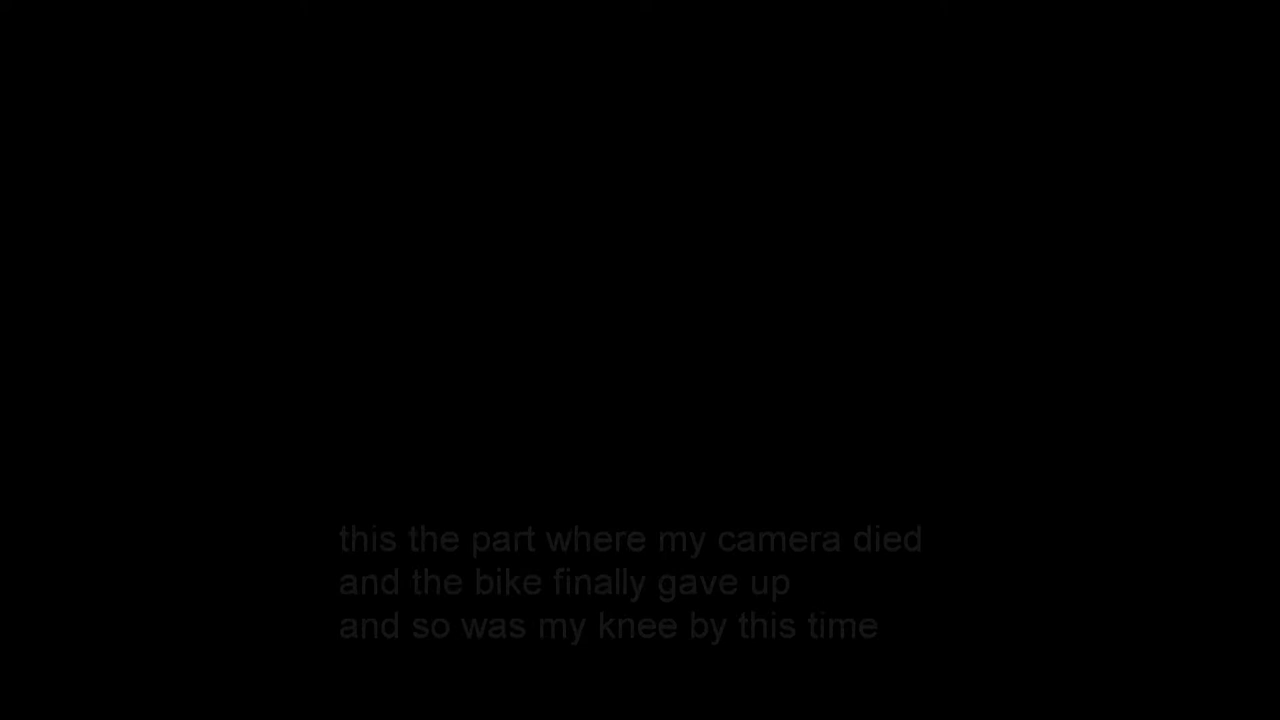 this the part where my camera died
and the bike finally gave up
and so was my knee by this time